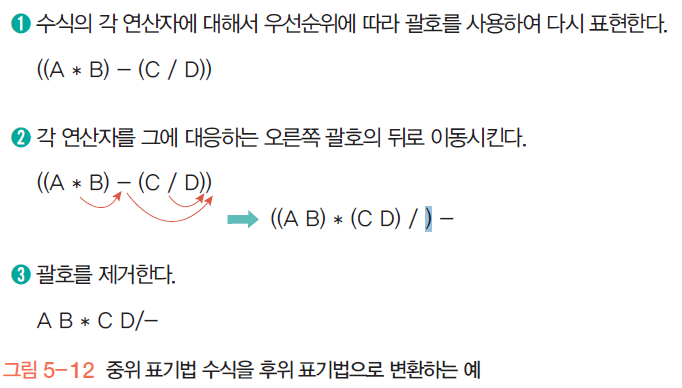 ❶ 수식의 각 연산자에 대해서 우선순위에 따라 괄호를 사용하여 다시 표현한다.
((A * B) − (C / D))
❷ 각 연산자를 그에 대응하는 오른쪽 괄호의 뒤로 이동시킨다.
((A * B) − (C / D))
((A B) * (C D) / ) −
❸ 괄호를 제거한다.
A B * C D/−
그림 5−12 중위 표기법 수식을 후위 표기법으로 변환하는 예